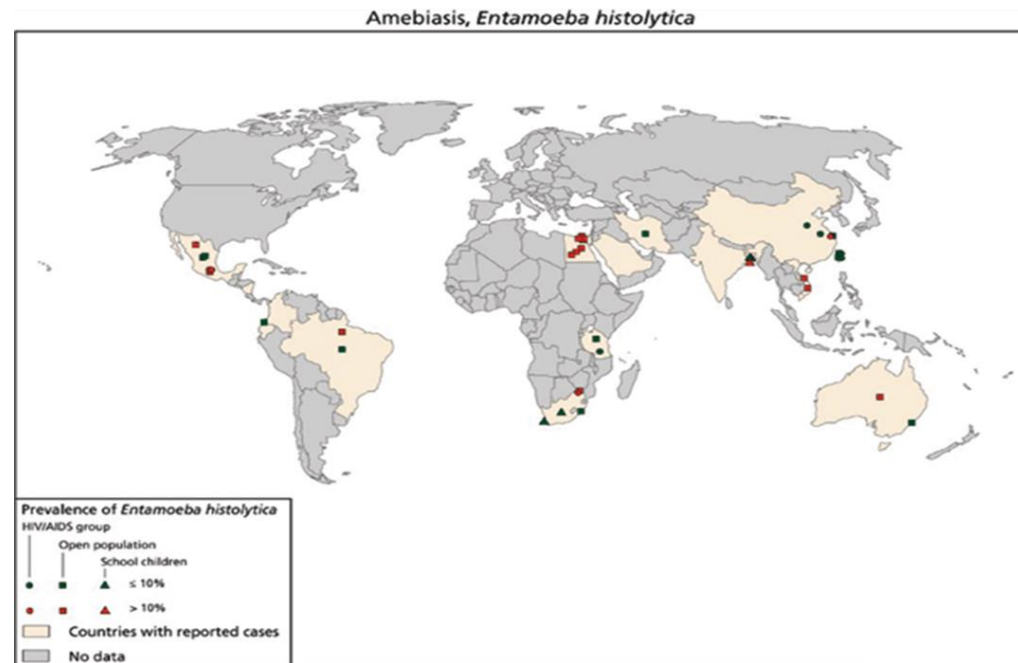 Amebiasis, Entamoeba histolytica
Prevalence of Entamoeba histolytica
HIV/AIDS group
Open population
School children
≤ 10%
> 10%
Countries with reported cases
No data